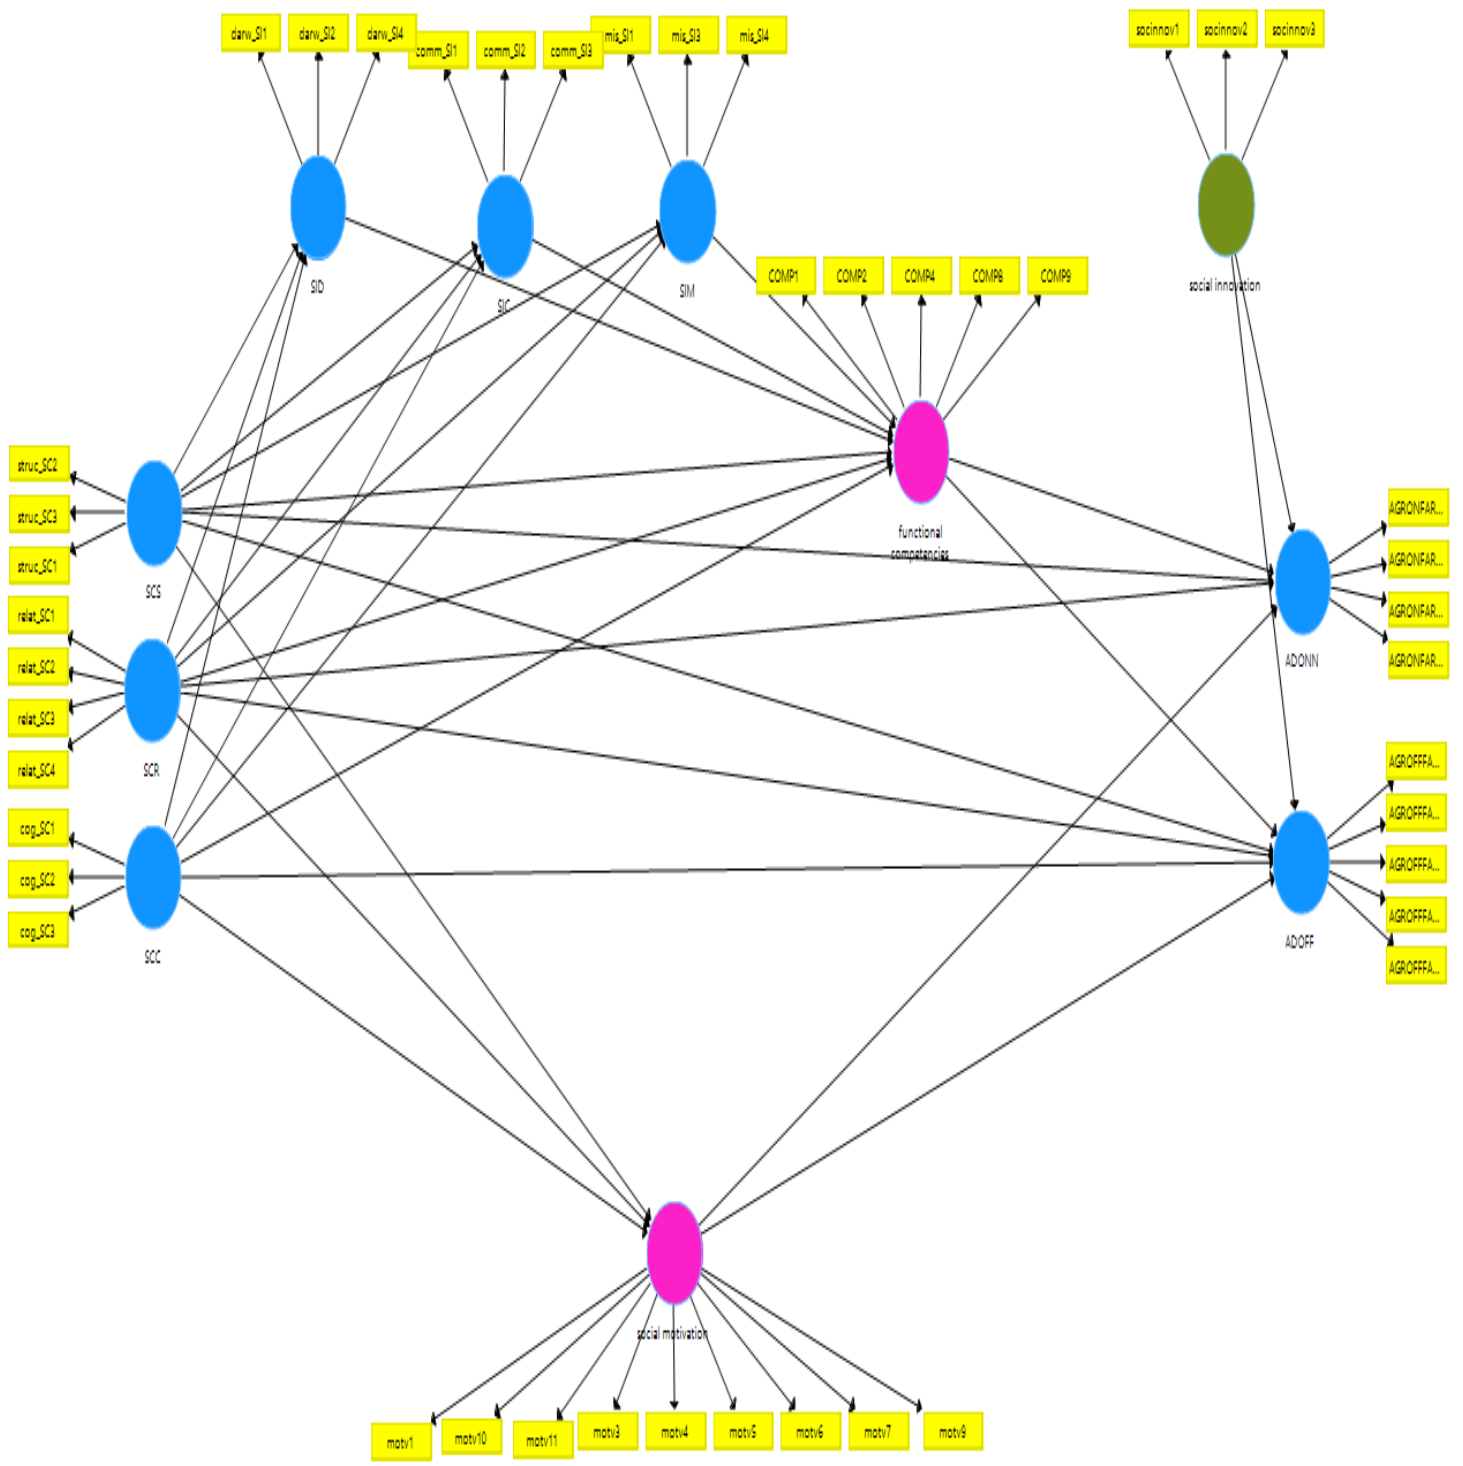 darw_SI1
darw_SI2
darw_SI4
comm_SI1
comm_SI2
comm_SI3
mis_SI1
mis_SI3
mis_SI4
socinnov1
socinnov2
socinnov3
SID
SIC
SIM
social innovation
COMP1
COMP2
COMP4
COMP8
COMP9
functional
competancies
struc_SC2
struc_SC3
struc_SC1
SCS
relat_SC1
relat_SC2
relat_SC3
relat_SC4
SCR
cog_SC1
cog_SC2
cog_SC3
SCC
AGRONFAR...
AGRONFAR...
AGRONFAR...
AGRONFAR...
ADONN
AGROFFFA...
AGROFFFA...
AGROFFFA...
AGROFFFA...
AGROFFFA...
ADOFF
social motivation
motv1
motv10
motv11
motv3
motv4
motv5
motv6
motv7
motv9